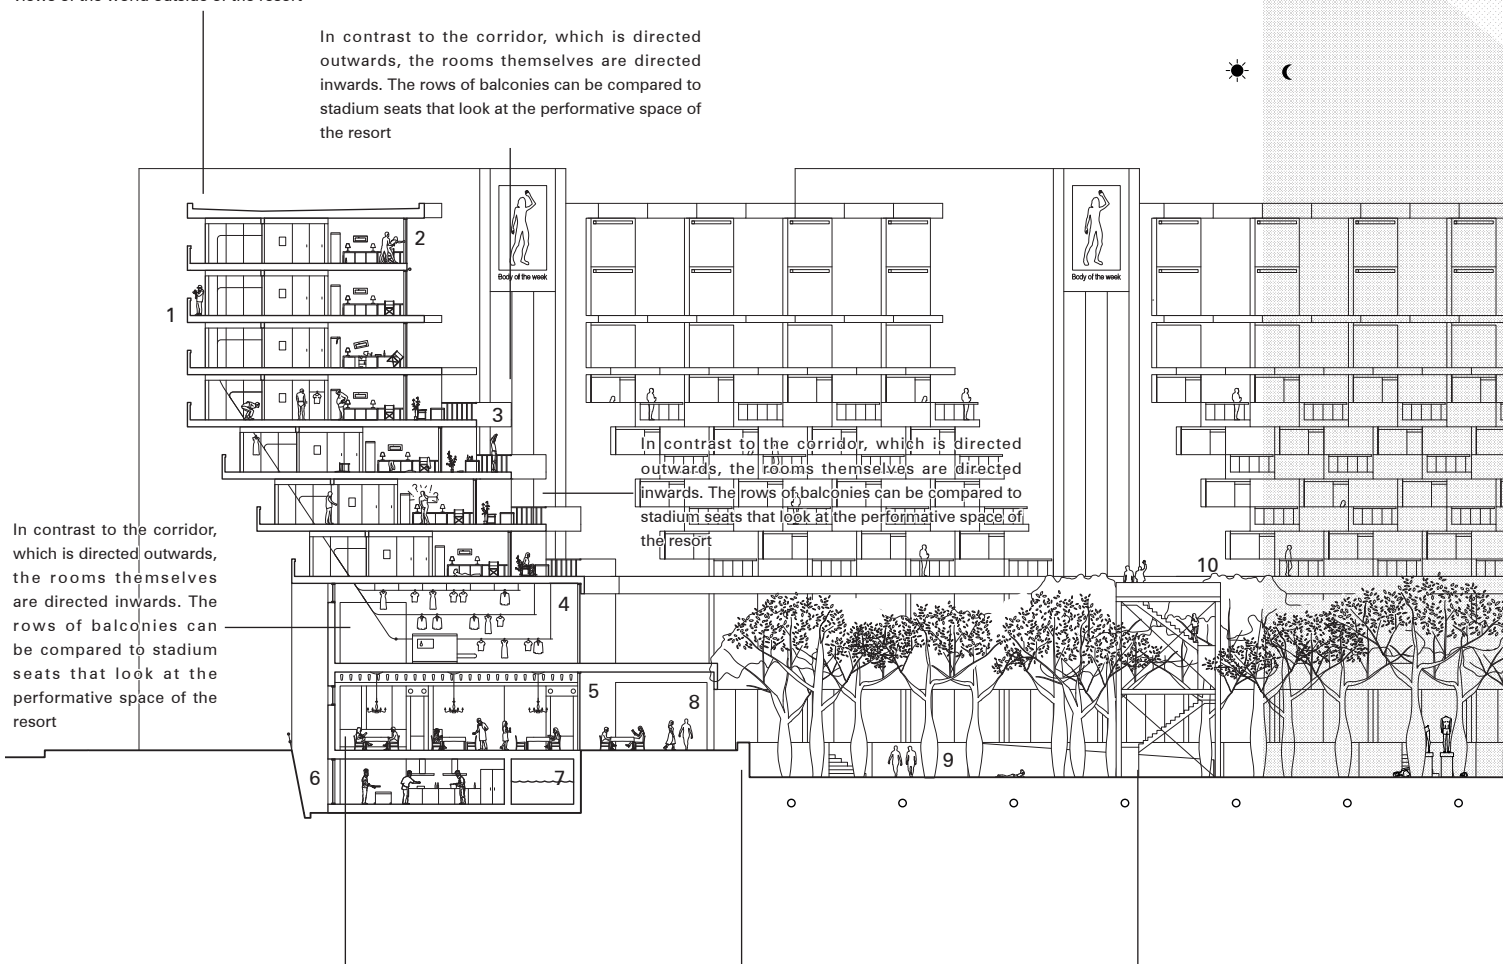 views of the world outside of the resort
In contrast to the corridor, which is directed
outwards, the rooms themselves are directed
inwards. The rows of balconies can be compared to
stadium seats that look at the performative space of
the resort
Body of the week
Body of the week
2
1
3
In contrast to the corridor, which is directed
outwards, the rooms themselves are directed
inwards. The rows of balconies can be compared to
stadium seats that look at the performative space of
the resort
In contrast to the corridor,
which is directed outwards,
the rooms themselves
are directed inwards. The
rows of balconies can
be compared to stadium
seats that look at the
performative space of the
resort
10
4
5
8
9
6
7